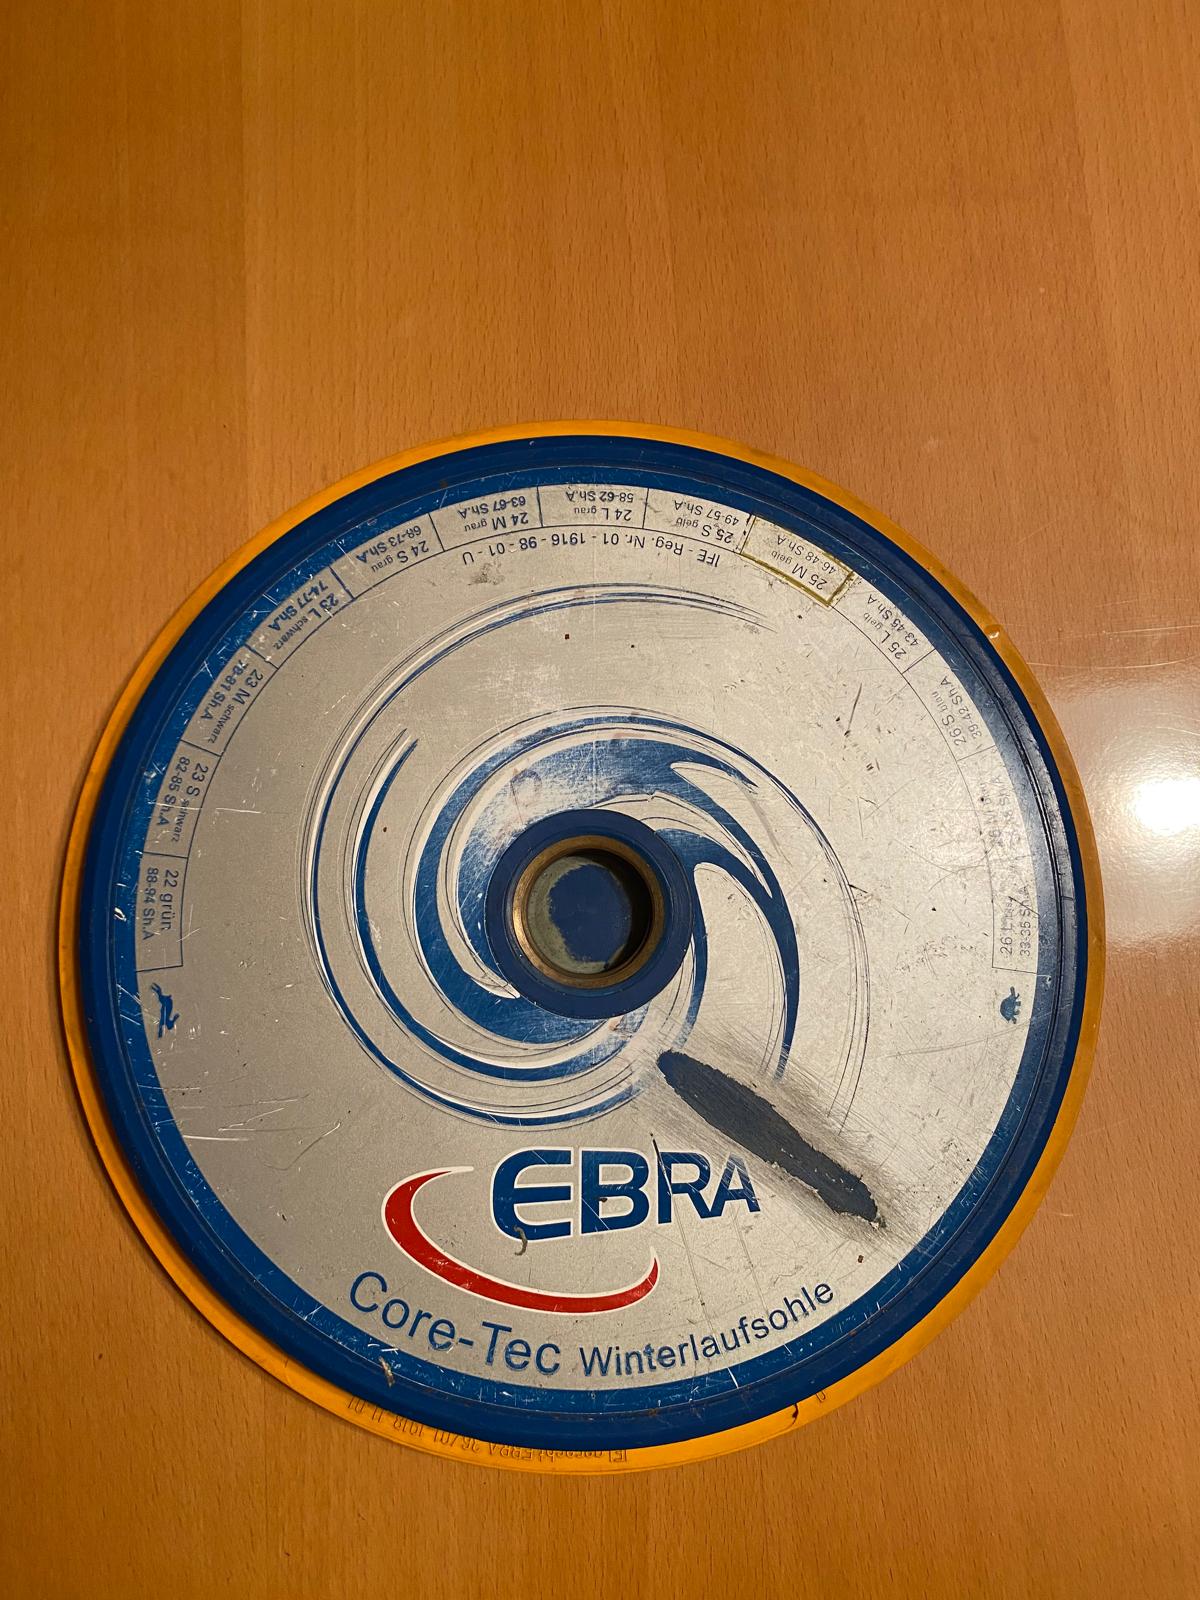 22 grün
88-94 Sh.A
23 S schwarz
82-85 Sh.A
23 M schwarz
78-81 Sh.A
23 L schwarz
74-77 Sh.A
24 S grau
68-73 Sh.A
24 M grau
63-67 Sh.A
24 L grau
58-62 Sh.A
25 S gelb
49-57 Sh.A
25 M gelb
46-48 Sh.A
25 L gelb
43-45 Sh.A
26 S blau
39-42 Sh.A
26 L
33-35 Sh.A
IFE - Reg. Nr. 01 - 1916 - 98 - 01 - U
EBRA
Core-Tec Winterlaufsohle